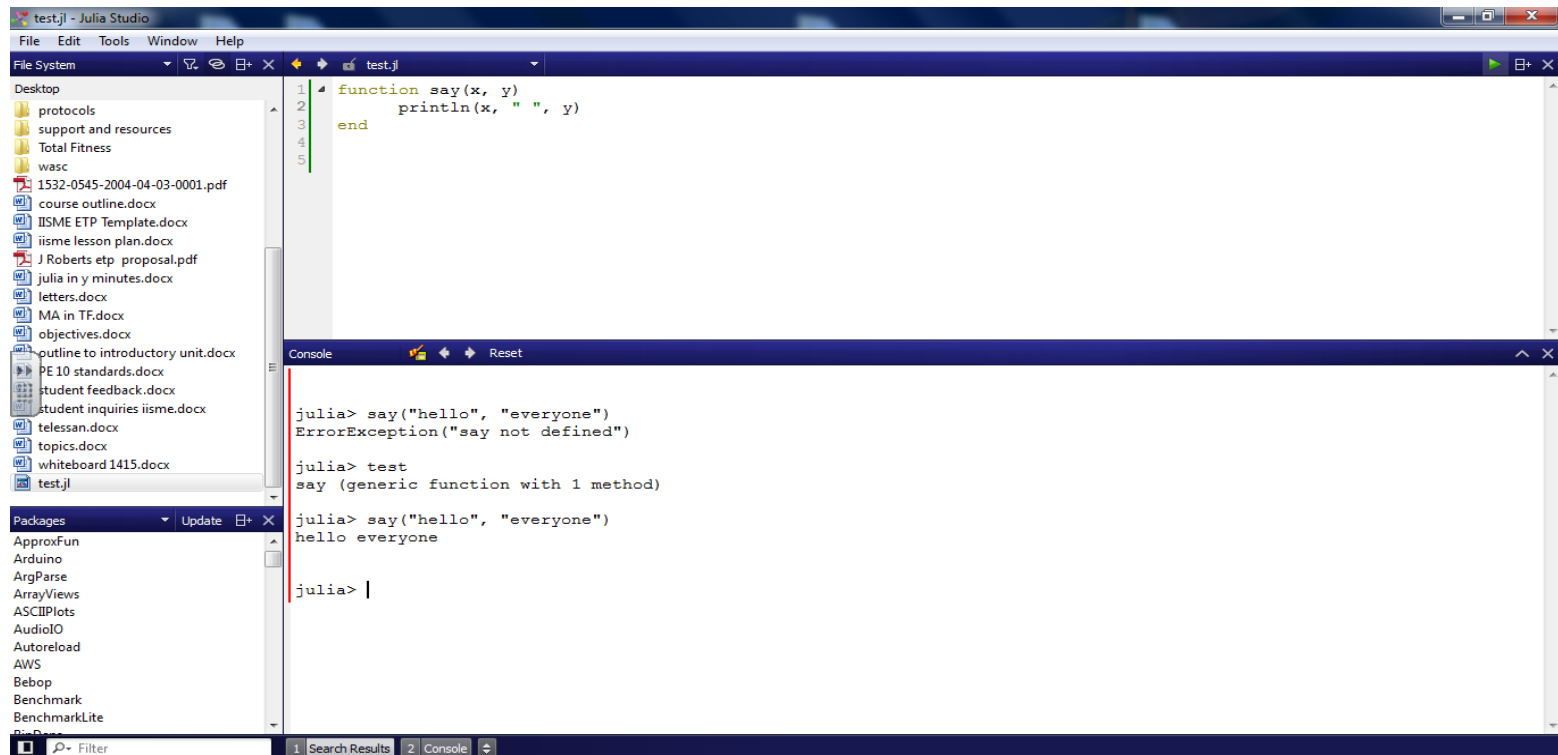 test.jl - Julia Studio
File Edit Tools Window Help
File System
test.jl
Desktop
protocols
support and resources
Total Fitness
wasc
1532-0545-2004-04-03-0001.pdf
course outline.docx
IISME ETP Template.docx
iisme lesson plan.docx
J Roberts etp proposal.pdf
julia in y minutes.docx
letters.docx
MA in TF.docx
objectives.docx
outline to introductory unit.docx
PE 10 standards.docx
student feedback.docx
student inquiries iisme.docx
telessan.docx
topics.docx
whiteboard 1415.docx
test.jl
Packages Update
ApproxFun
Arduino
ArgParse
ArrayViews
ASCIIPlots
AudioIO
Autoreload
AWS
Bebop
Benchmark
BenchmarkLite
BinDeps
Filter
1 function say(x, y)
2 println(x, " ", y)
3 end
4
5
Console Reset
julia> say("hello", "everyone")
ErrorException("say not defined")
julia> test
say (generic function with 1 method)
julia> say("hello", "everyone")
hello everyone
julia>
1 Search Results 2 Console